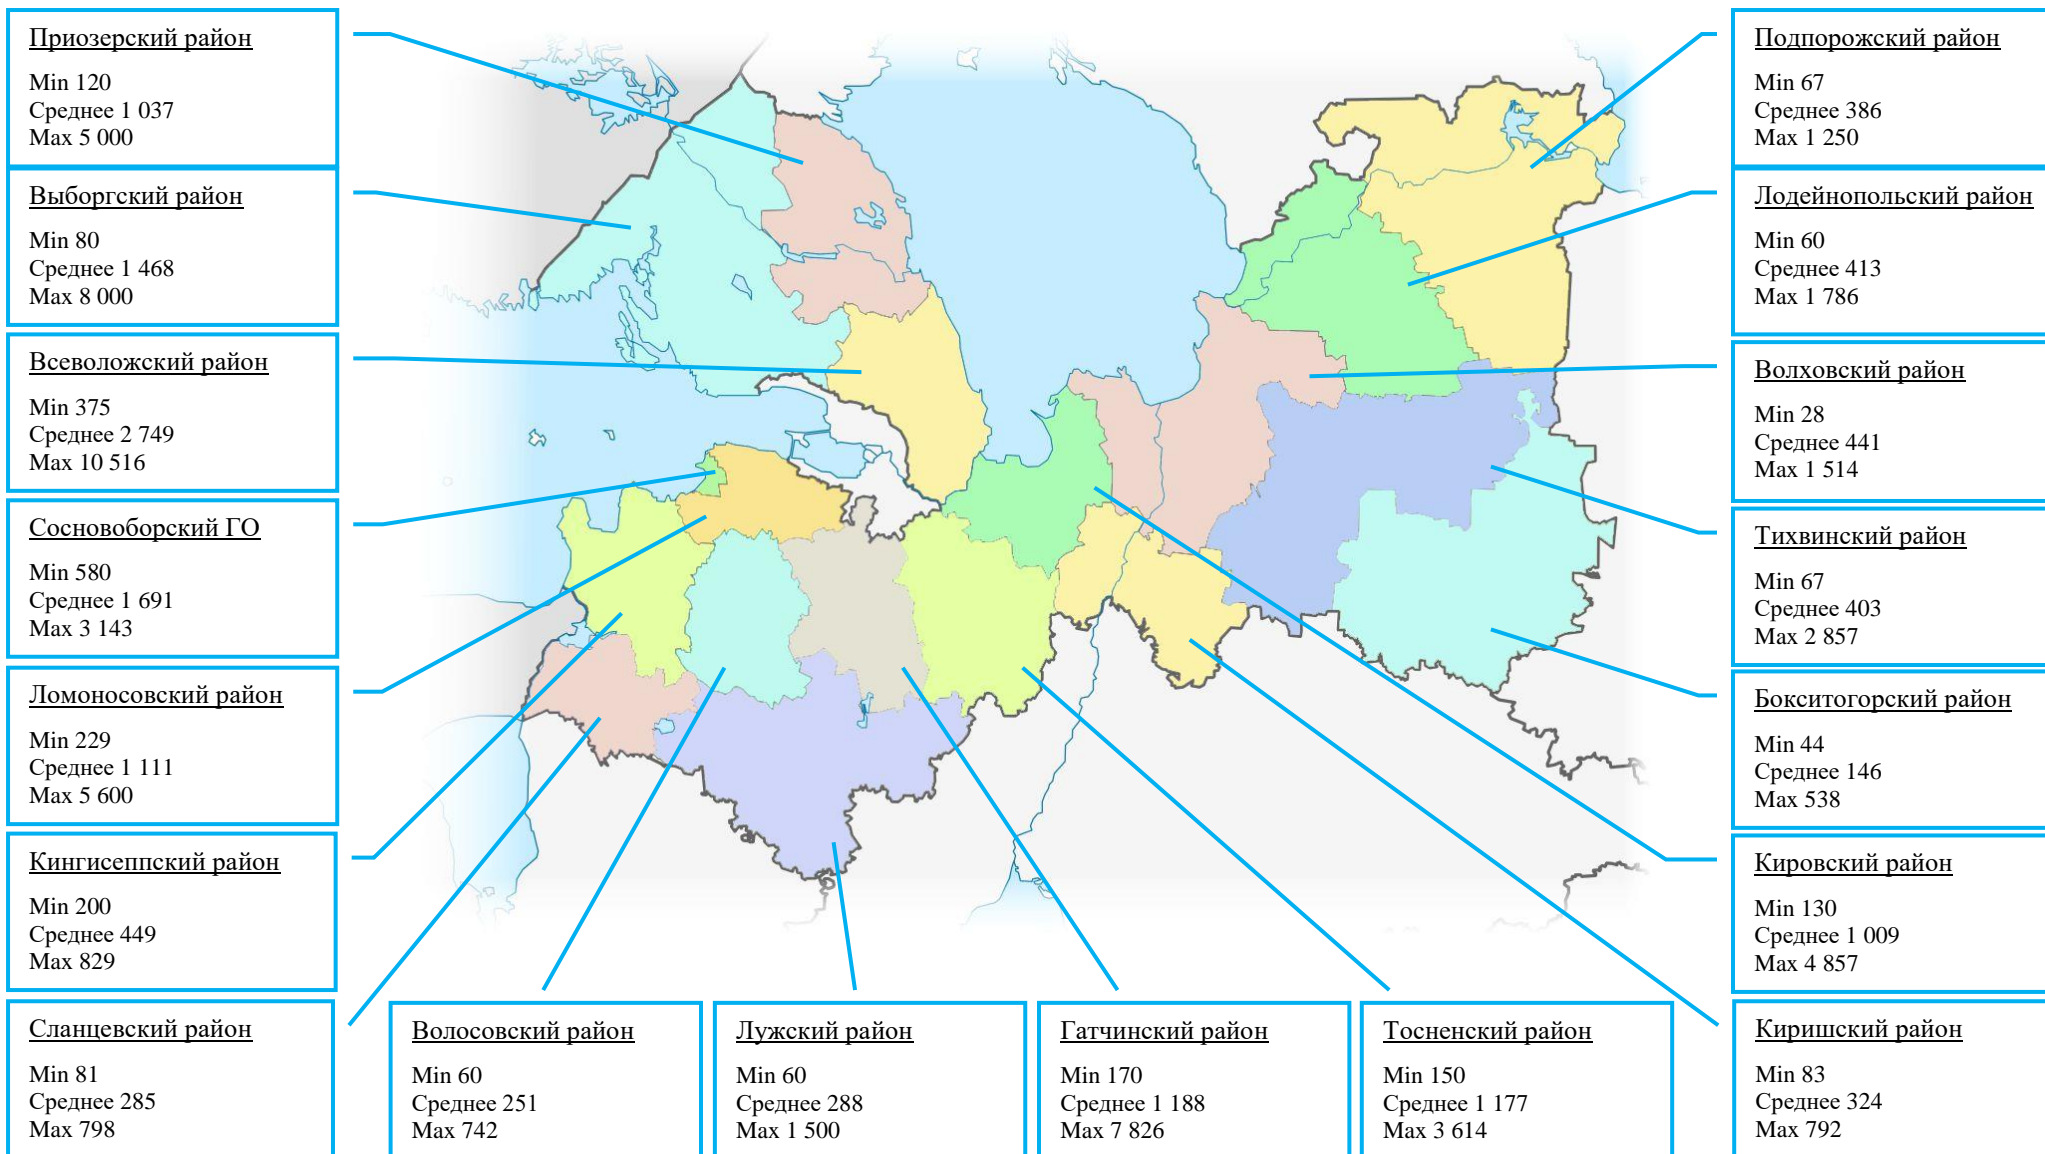 Приозерский район
Min 120
Среднее 1 037
Max 5 000
Выборгский район
Min 80
Среднее 1 468
Max 8 000
Всеволожский район
Min 375
Среднее 2 749
Max 10 516
Сосновоборский ГО
Min 580
Среднее 1 691
Max 3 143
Ломоносовский район
Min 229
Среднее 1 111
Max 5 600
Кингисеппский район
Min 200
Среднее 449
Max 829
Сланцевский район
Min 81
Среднее 285
Max 798
Волосовский район
Min 60
Среднее 251
Max 742
Лужский район
Min 60
Среднее 288
Max 1 500
Гатчинский район
Min 170
Среднее 1 188
Max 7 826
Тосненский район
Min 150
Среднее 1 177
Max 3 614
Подпорожский район
Min 67
Среднее 386
Max 1 250
Лодейнопольский район
Min 60
Среднее 413
Max 1 786
Волховский район
Min 28
Среднее 441
Max 1 514
Тихвинский район
Min 67
Среднее 403
Max 2 857
Бокситогорский район
Min 44
Среднее 146
Max 538
Кировский район
Min 130
Среднее 1 009
Max 4 857
Киришский район
Min 83
Среднее 324
Max 792